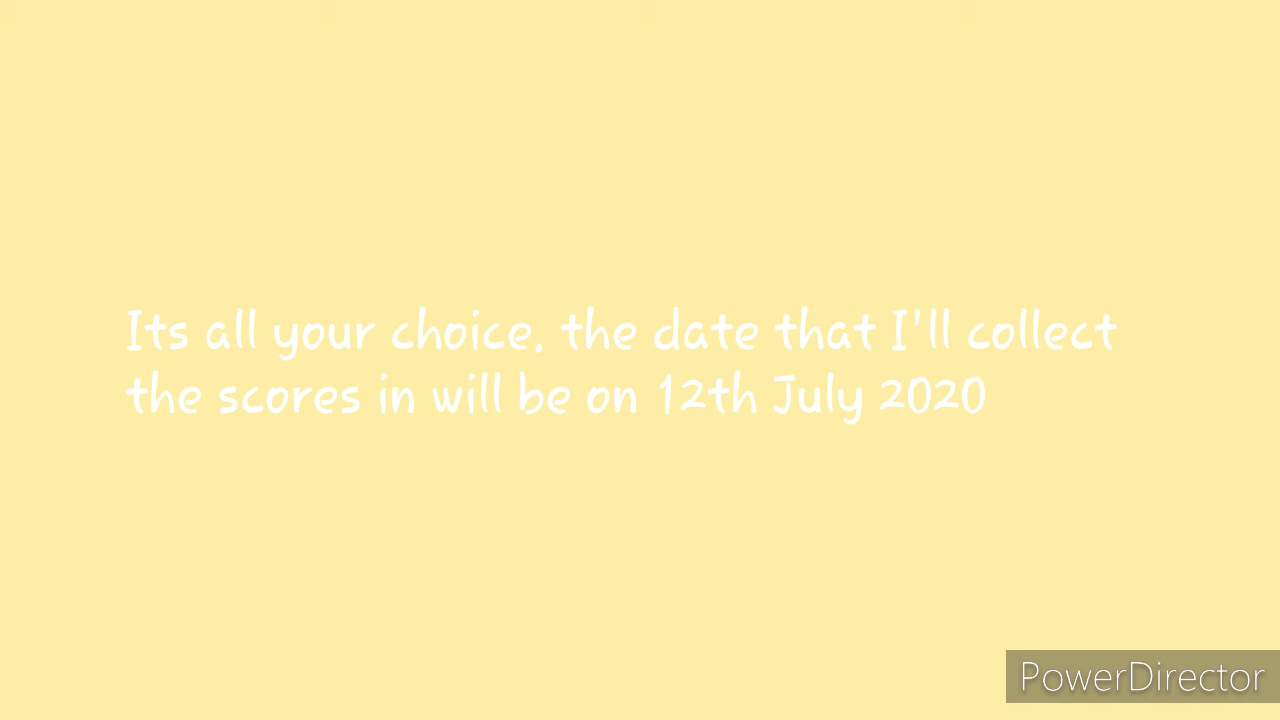 Its all your choice. the date that I'll collect
the scores in will be on 12th July 2020
PowerDirector